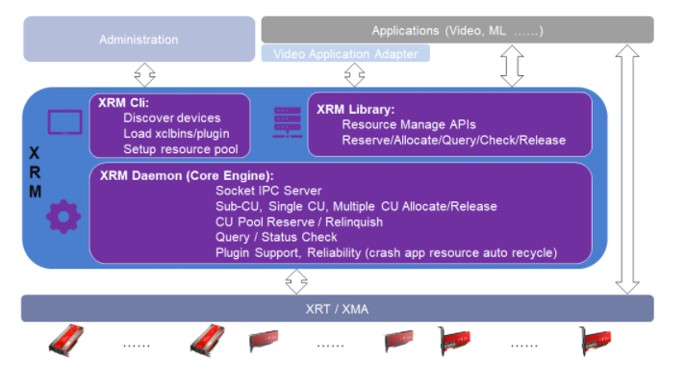 Administration
Applications (Video, ML ......)
Video Application Adapter
XRM
XRM Cli:
Discover devices
Load xclbins/plugin
Setup resource pool
XRM Library:
Resource Manage APIs
Reserve/Allocate/Query/Check/Release
XRM Daemon (Core Engine):
Socket IPC Server
Sub-CU, Single CU, Multiple CU Allocate/Release
CU Pool Reserve / Relinquish
Query / Status Check
Plugin Support, Reliability (crash app resource auto recycle)
XRT / XMA
...... ...... ......